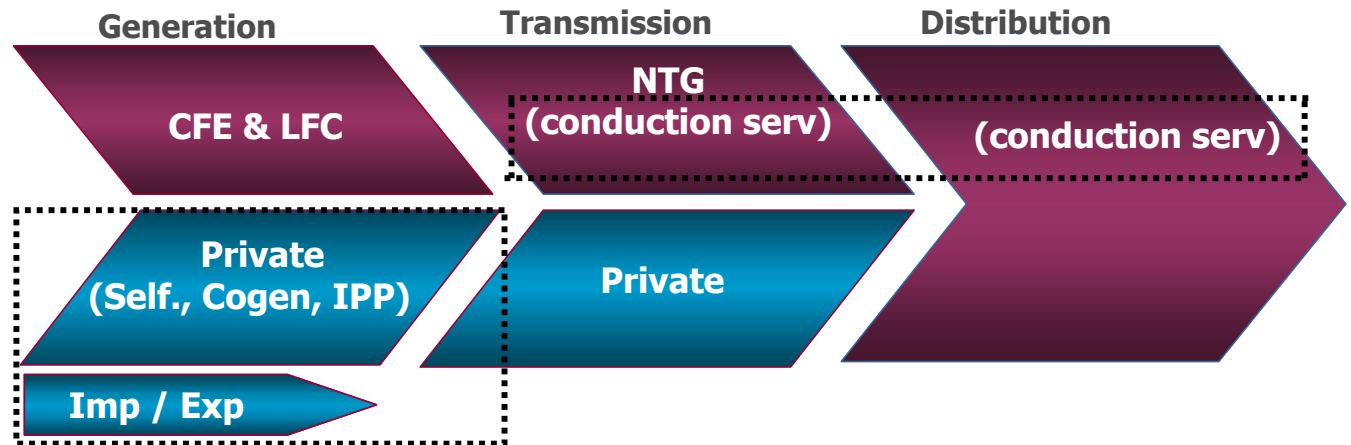 Generation
Transmission
Distribution
CFE & LFC
NTG
(conduction serv)
(conduction serv)
Private
(Self., Cogen, IPP)
Private
Imp / Exp